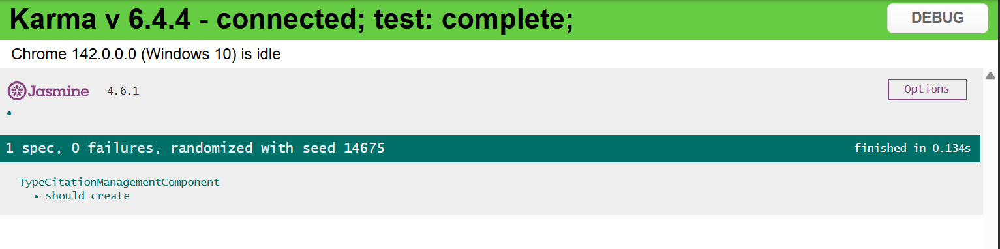 Karma v 6.4.4 - connected; test: complete;
DEBUG
Chrome 142.0.0.0 (Windows 10) is idle
Jasmine 4.6.1
Options
•
1 spec, 0 failures, randomized with seed 14675
finished in 0.134s
TypeCitationManagementComponent
• should create